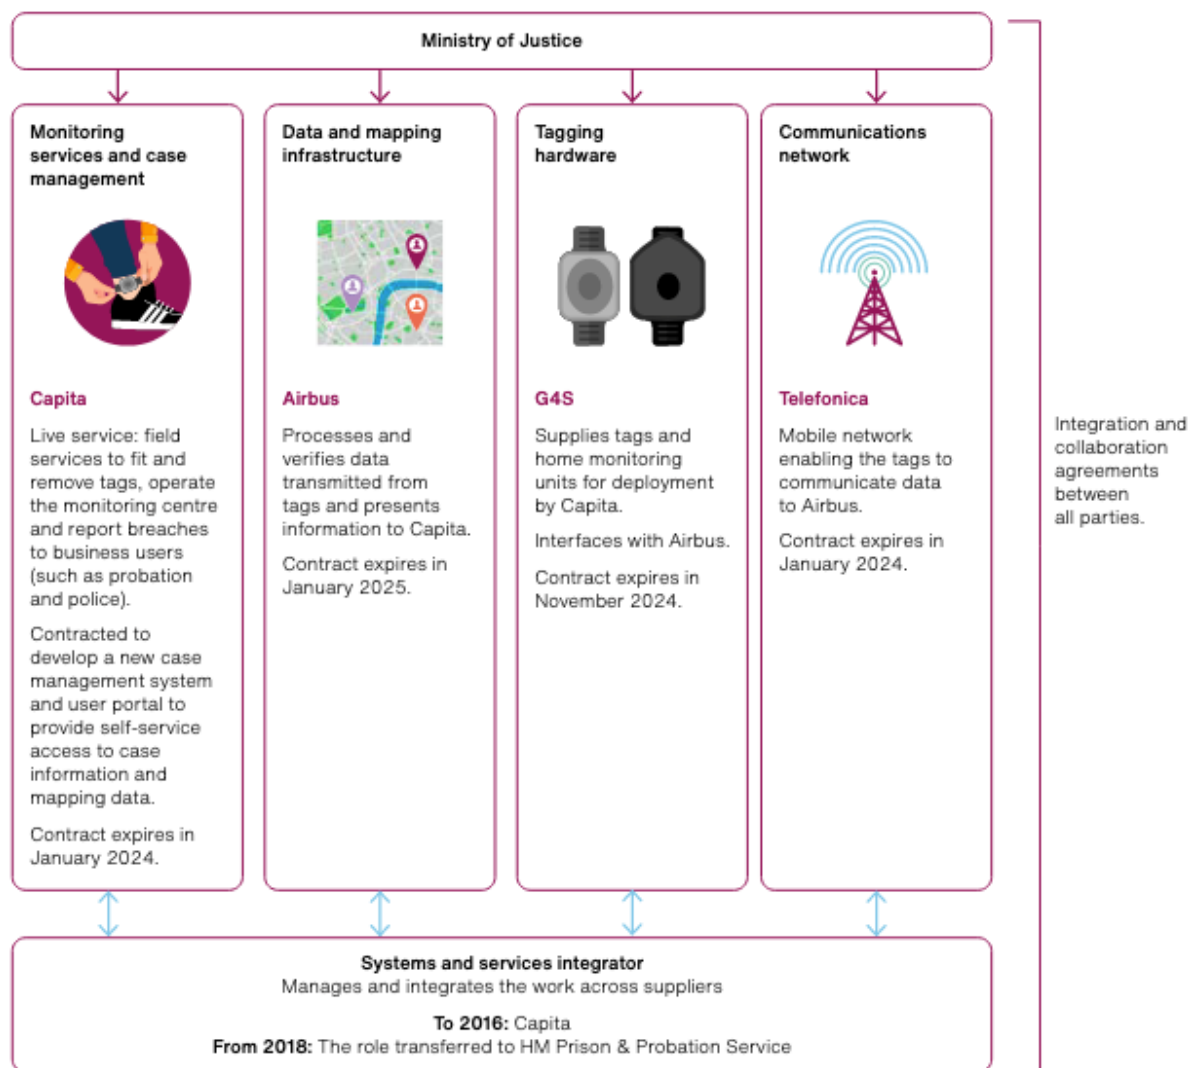 Ministry of Justice
Monitoring
services and case
management
Capita
Live service: field
services to fit and
remove tags, operate
the monitoring centre
and report breaches
to business users
(such as probation
and police).
Contracted to
develop a new case
management system
and user portal to
provide self-service
access to case
information and
mapping data.
Contract expires in
January 2024.
Data and mapping
infrastructure
Airbus
Processes and
verifies data
transmitted from
tags and presents
information to Capita.
Contract expires in
January 2025.
Tagging
hardware
G4S
Supplies tags and
home monitoring
units for deployment
by Capita.
Interfaces with Airbus.
Contract expires in
November 2024.
Communications
network
Telefonica
Mobile network
enabling the tags to
communicate data
to Airbus.
Contract expires in
January 2024.
Integration and
collaboration
agreements
between
all parties.
Systems and services integrator
Manages and integrates the work across suppliers
To 2016: Capita
From 2018: The role transferred to HM Prison & Probation Service